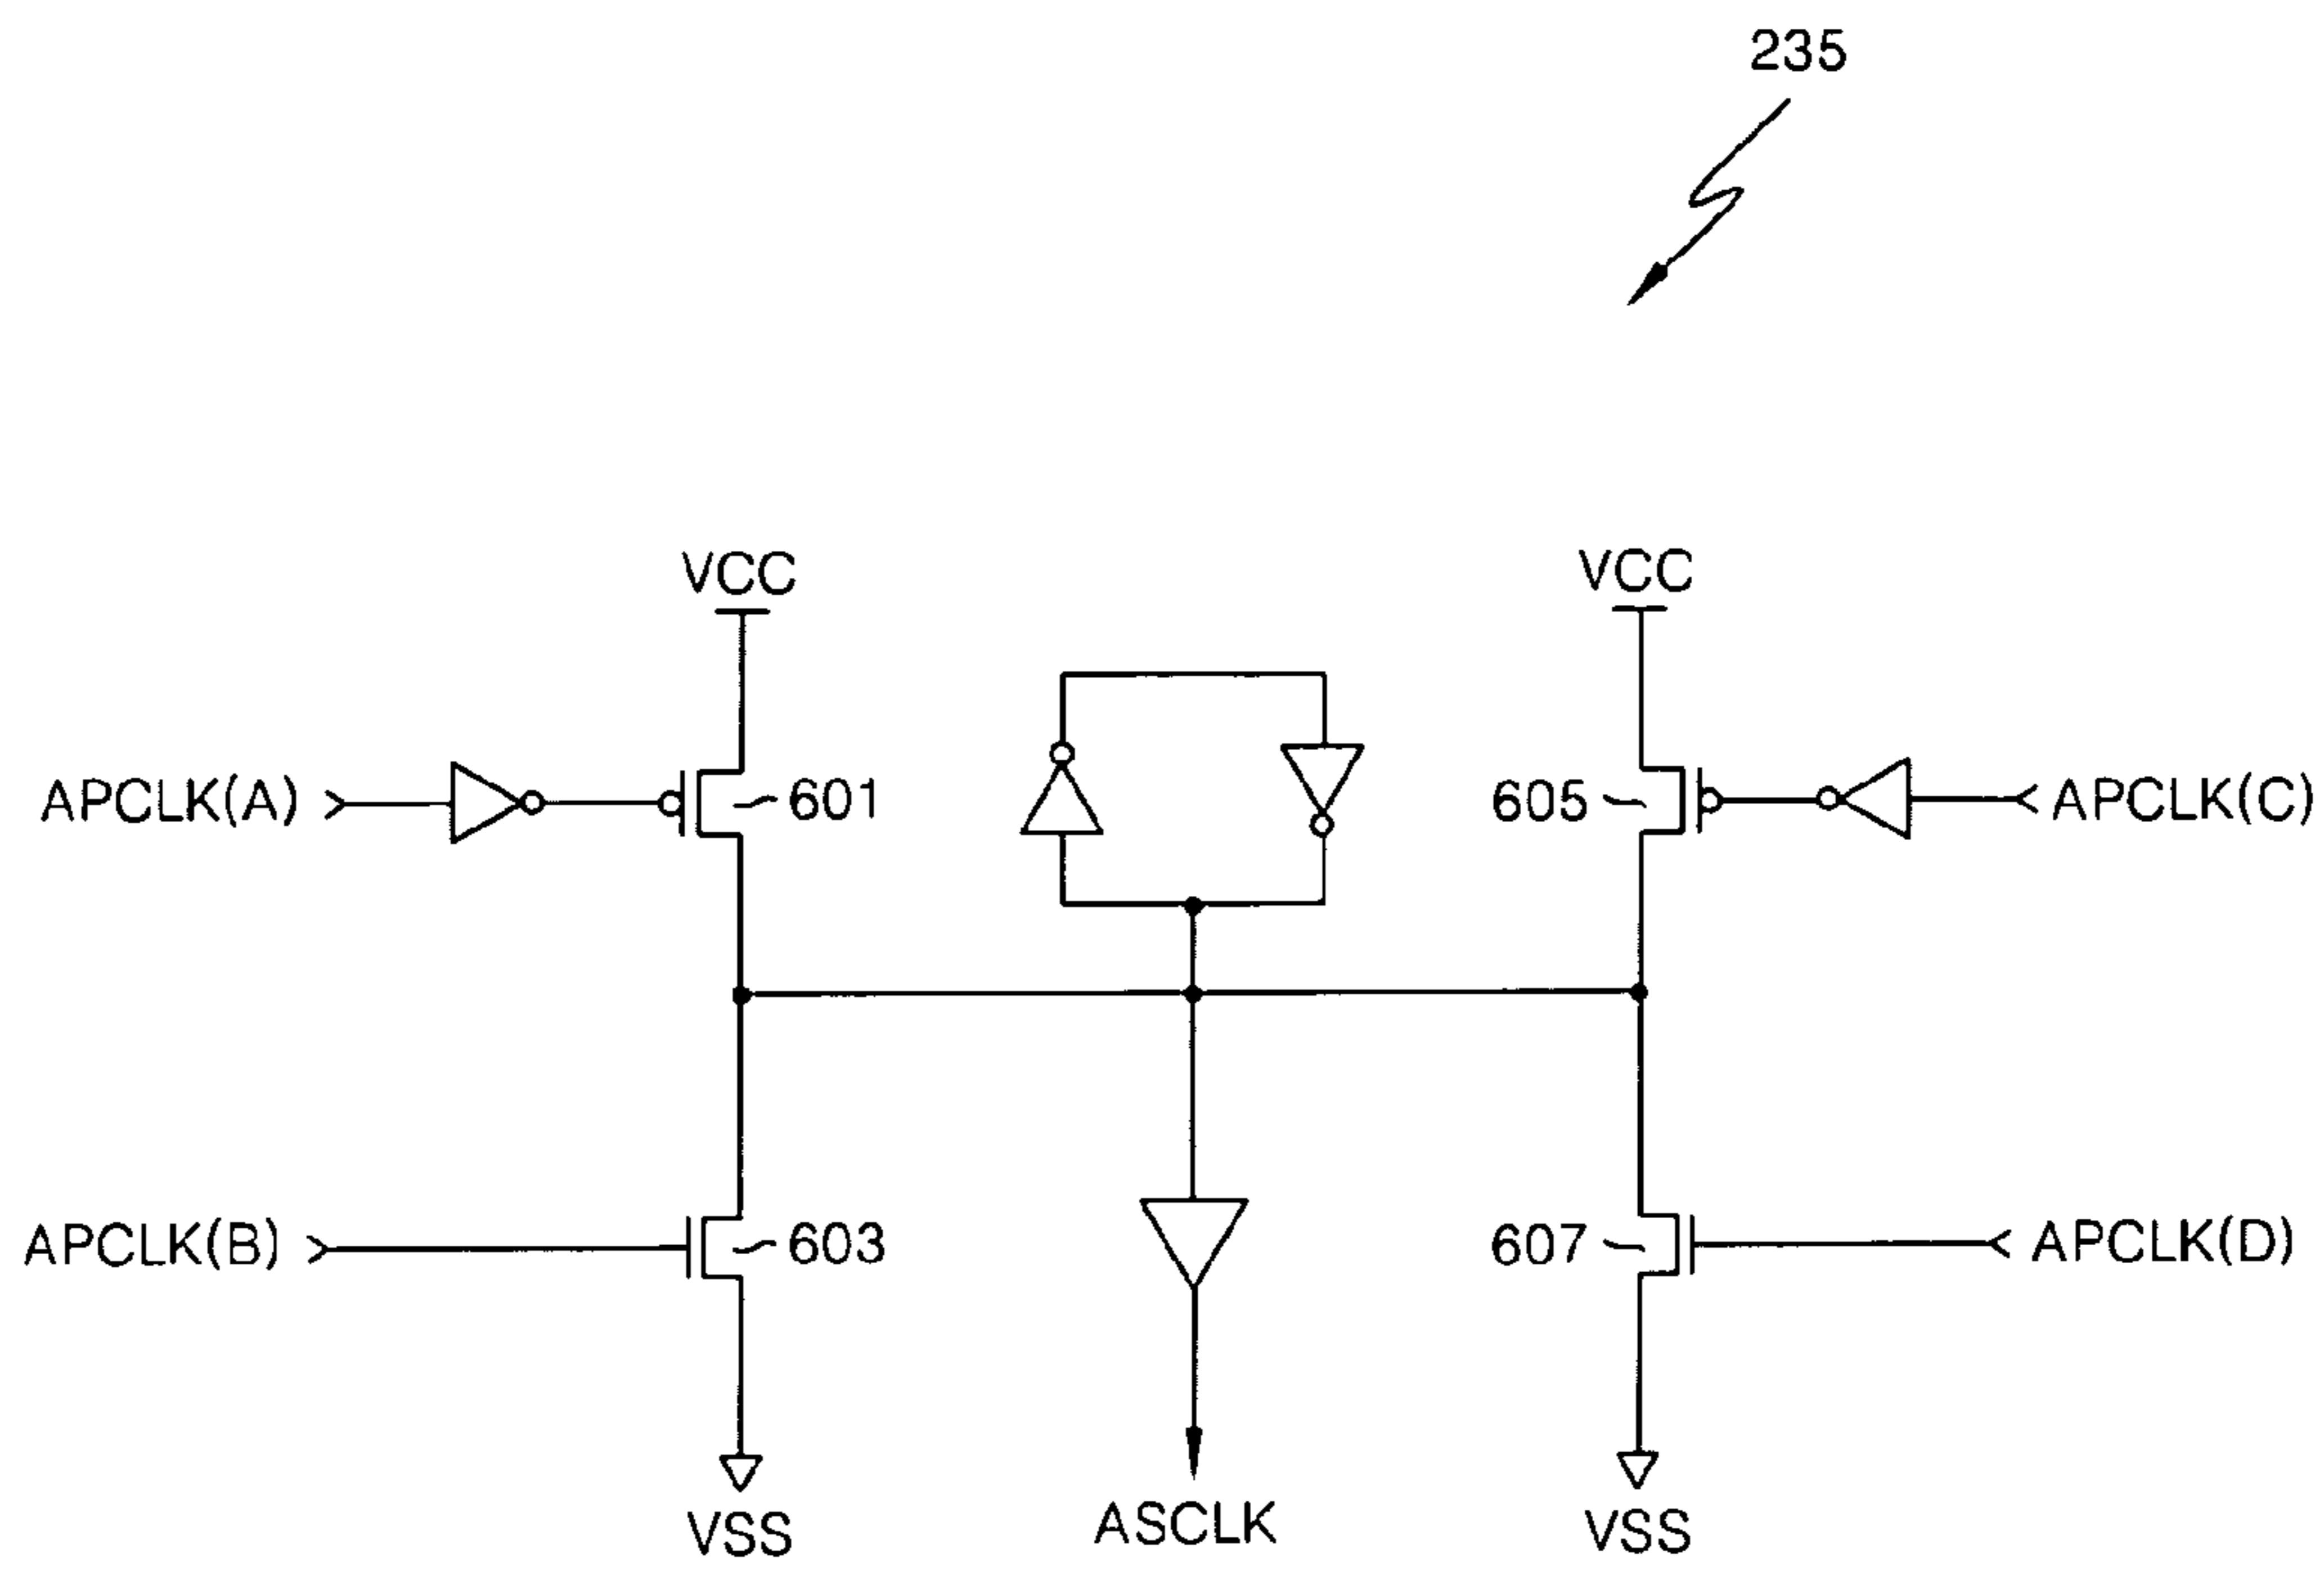 235
VCC
VCC
APCLK(A)
601
605
APCLK(C)
APCLK(B)
603
607
APCLK(D)
VSS
ASCLK
VSS